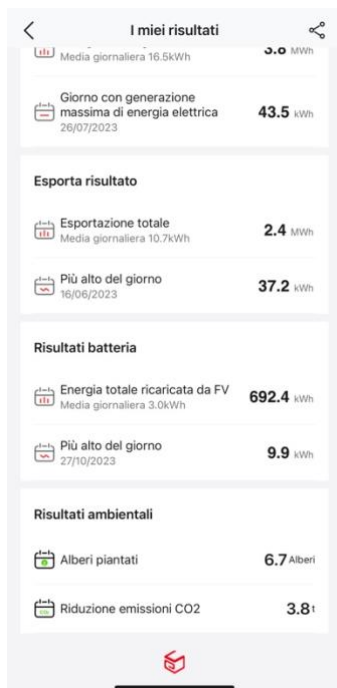 I miei risultati
Media giornaliera 16.5kWh
3.8 MWh
Giorno con generazione
massima di energia elettrica
26/07/2023
43.5 kWh
Esporta risultato
Esportazione totale
Media giornaliera 10.7kWh
2.4 MWh
Più alto del giorno
16/06/2023
37.2 kWh
Risultati batteria
Energia totale ricaricata da FV
Media giornaliera 3.0kWh
692.4 kWh
Più alto del giorno
27/10/2023
9.9 kWh
Risultati ambientali
Alberi piantati
6.7 Alberi
Riduzione emissioni CO2
3.8 t